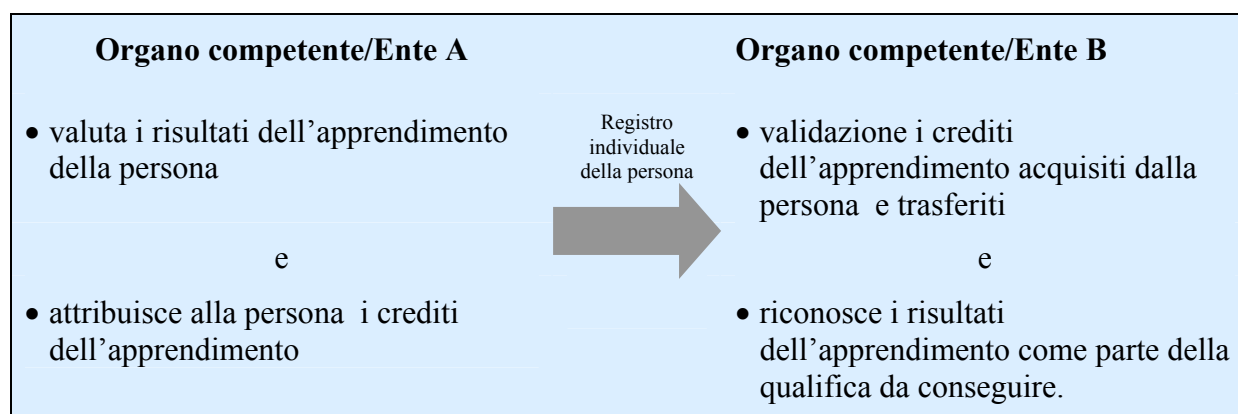 Organo competente/Ente A
• valuta i risultati dell’apprendimento
della persona
e
• attribuisce alla persona i crediti
dell’apprendimento
Registro
individuale
della persona
Organo competente/Ente B
• validazione i crediti
dell’apprendimento acquisiti dalla
persona e trasferiti
e
• riconosce i risultati
dell’apprendimento come parte della
qualifica da conseguire.